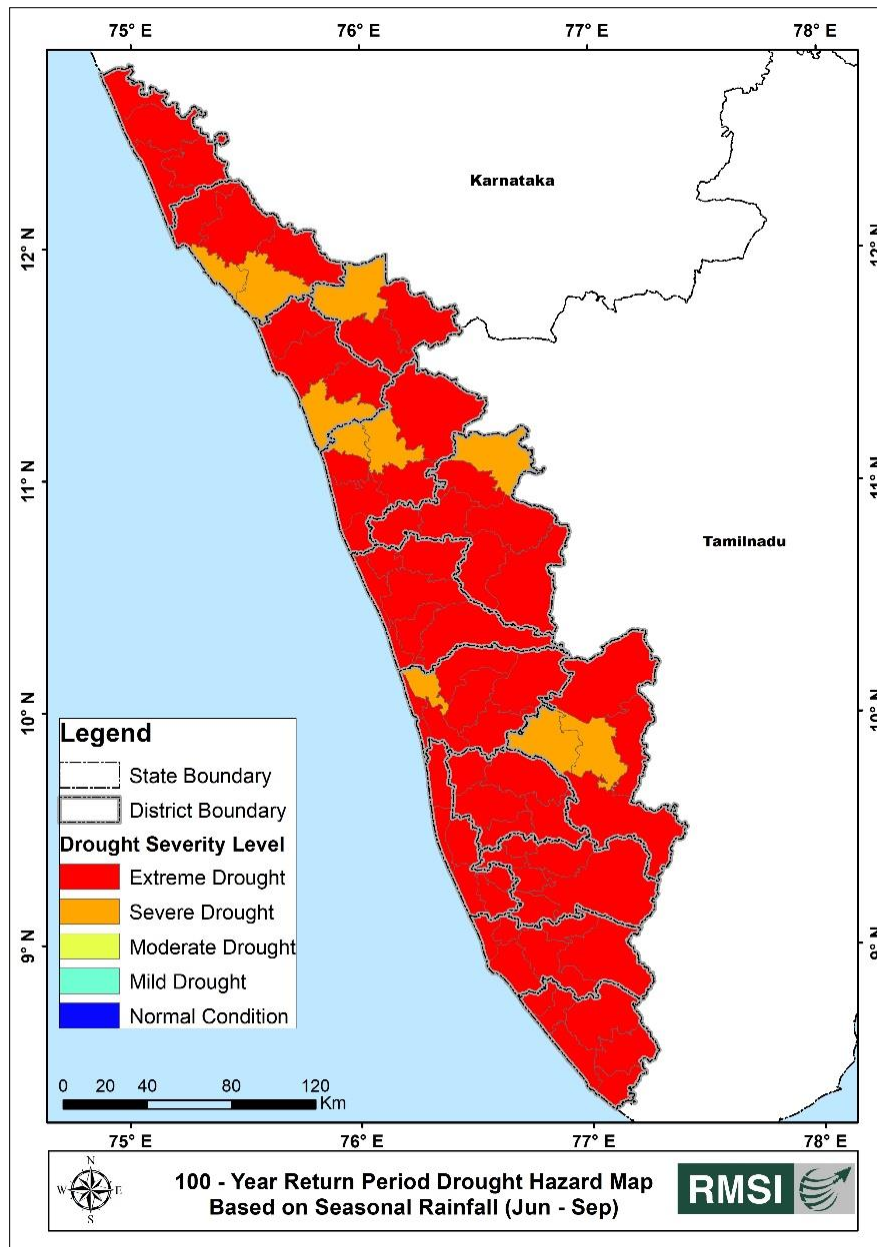 75° E 76° E 77° E 78° E
Karnataka
12° N 12° N
11° N 11° N
Tamilnadu
10° N 10° N
Legend
State Boundary
District Boundary
Drought Severity Level
Extreme Drought
Severe Drought
Moderate Drought
Mild Drought
Normal Condition
9° N 9° N
0 20 40 80 120
Km
75° E 76° E 77° E 78° E
N
W E
S
100 - Year Return Period Drought Hazard Map
Based on Seasonal Rainfall (Jun - Sep)
RMSI